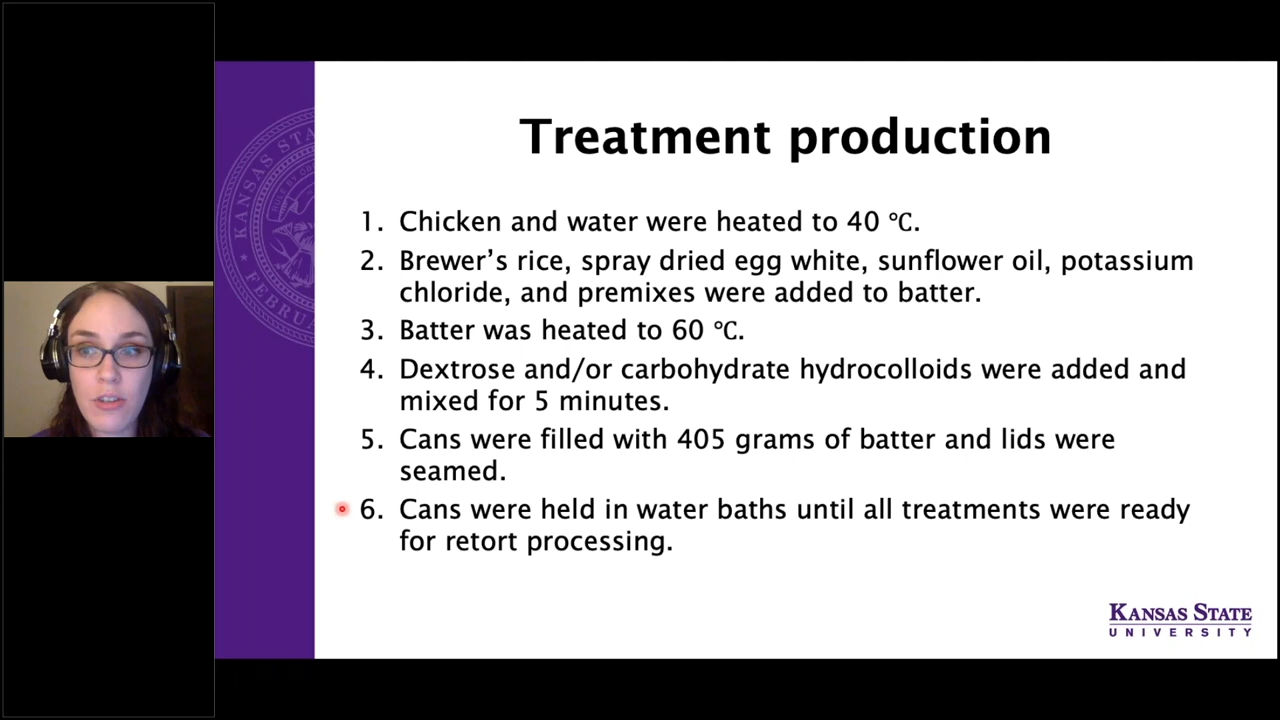 Treatment production
1. Chicken and water were heated to 40 ℃.
2. Brewer’s rice, spray dried egg white, sunflower oil, potassium
chloride, and premixes were added to batter.
3. Batter was heated to 60 ℃.
4. Dextrose and/or carbohydrate hydrocolloids were added and
mixed for 5 minutes.
5. Cans were filled with 405 grams of batter and lids were
seamed.
6. Cans were held in water baths until all treatments were ready
for retort processing.
KANSAS STATE
UNIVERSITY
KANSAS STA
FEBRU